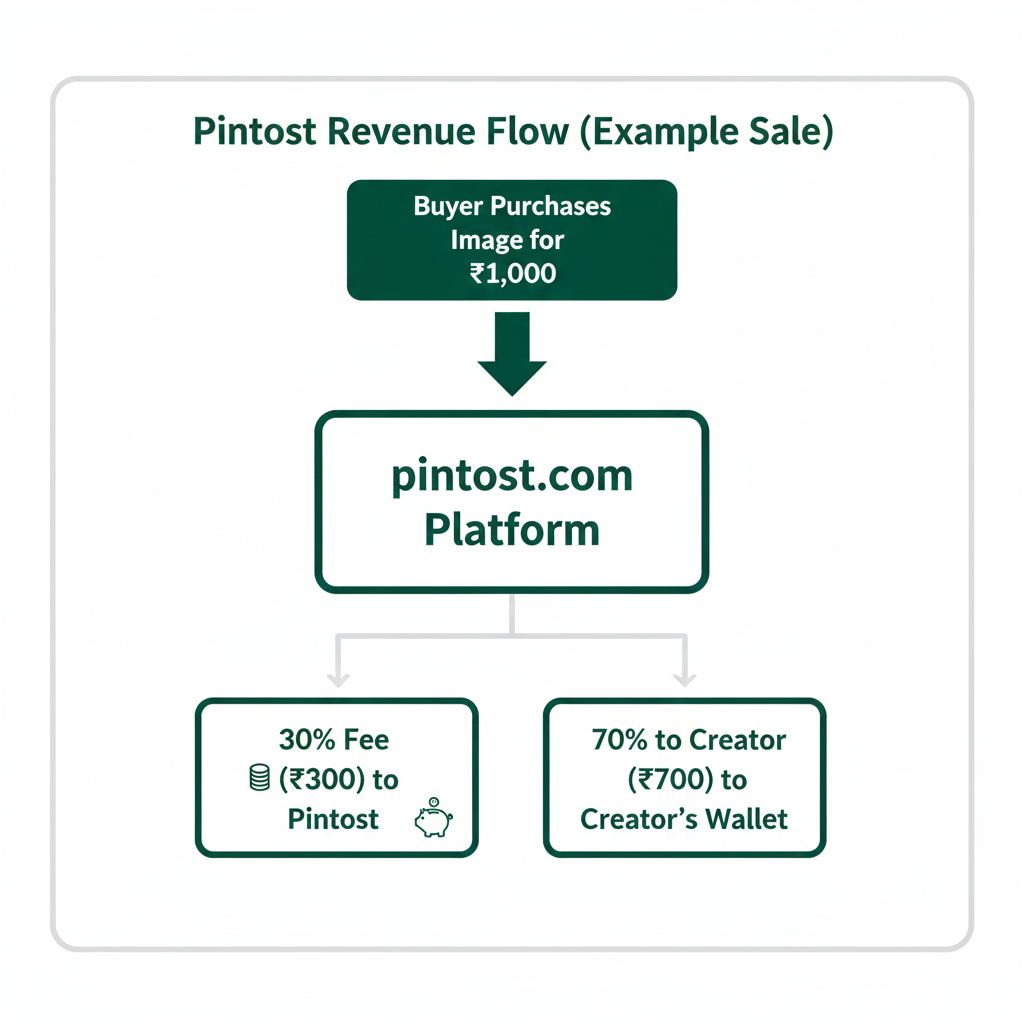 Pintost Revenue Flow (Example Sale)
Buyer Purchases
Image for
₹1,000
pintost.com
Platform
30% Fee
(₹300) to
Pintost
70% to Creator
(₹700) to
Creator's Wallet